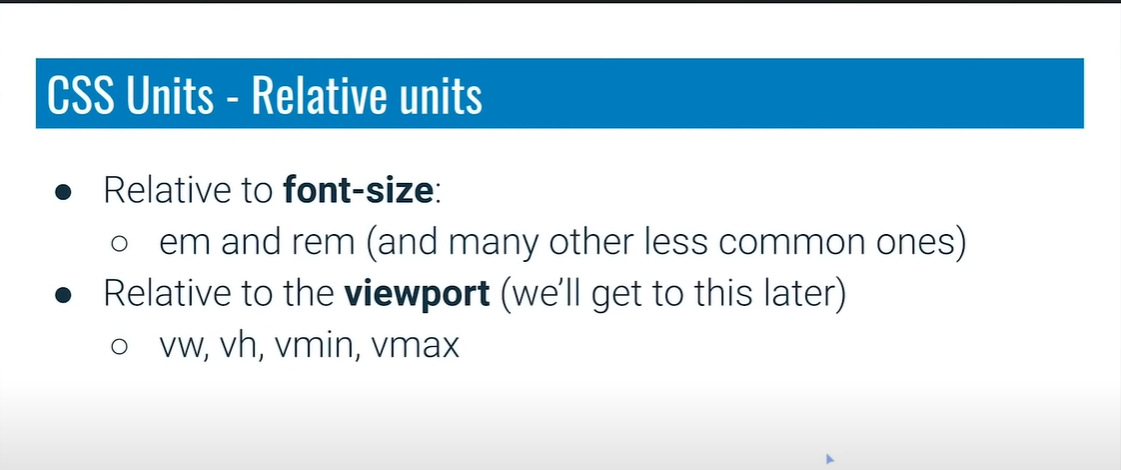 CSS Units - Relative units
● Relative to font-size:
○ em and rem (and many other less common ones)
● Relative to the viewport (we’ll get to this later)
○ vw, vh, vmin, vmax